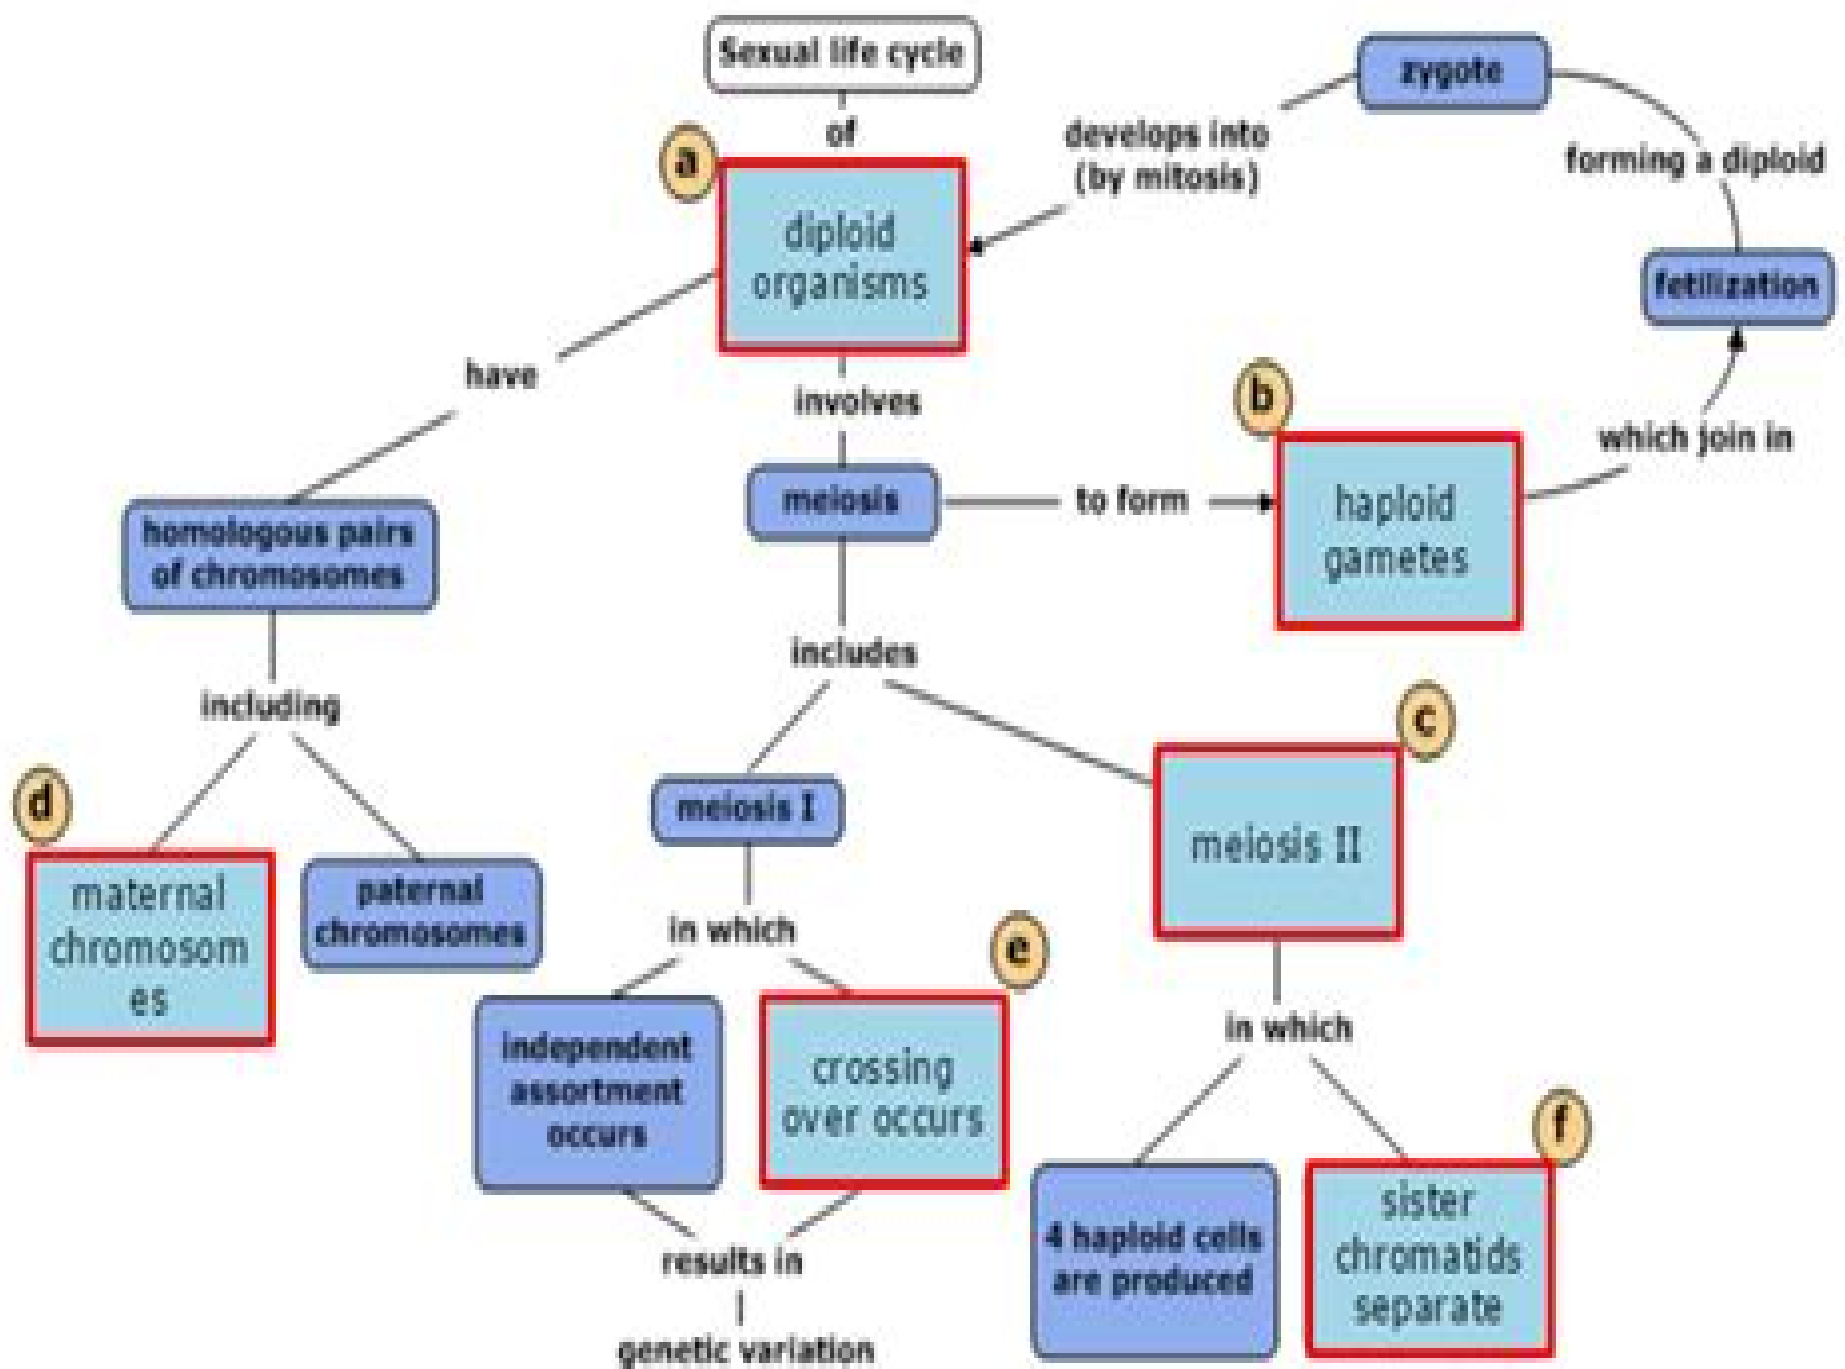 Sexual life cycle
zygote
of
develops into
(by mitosis)
forming a diploid
a
diploid
organisms
fetilization
have
involves
b
which join in
meiosis
to form
haploid
gametes
homologous pairs
of chromosomes
includes
including
c
d
meiosis I
meiosis II
maternal
chromosom
es
paternal
chromosomes
in which
e
in which
independent
assortment
occurs
crossing
over occurs
f
4 haploid cells
are produced
sister
chromatids
separate
results in
genetic variation